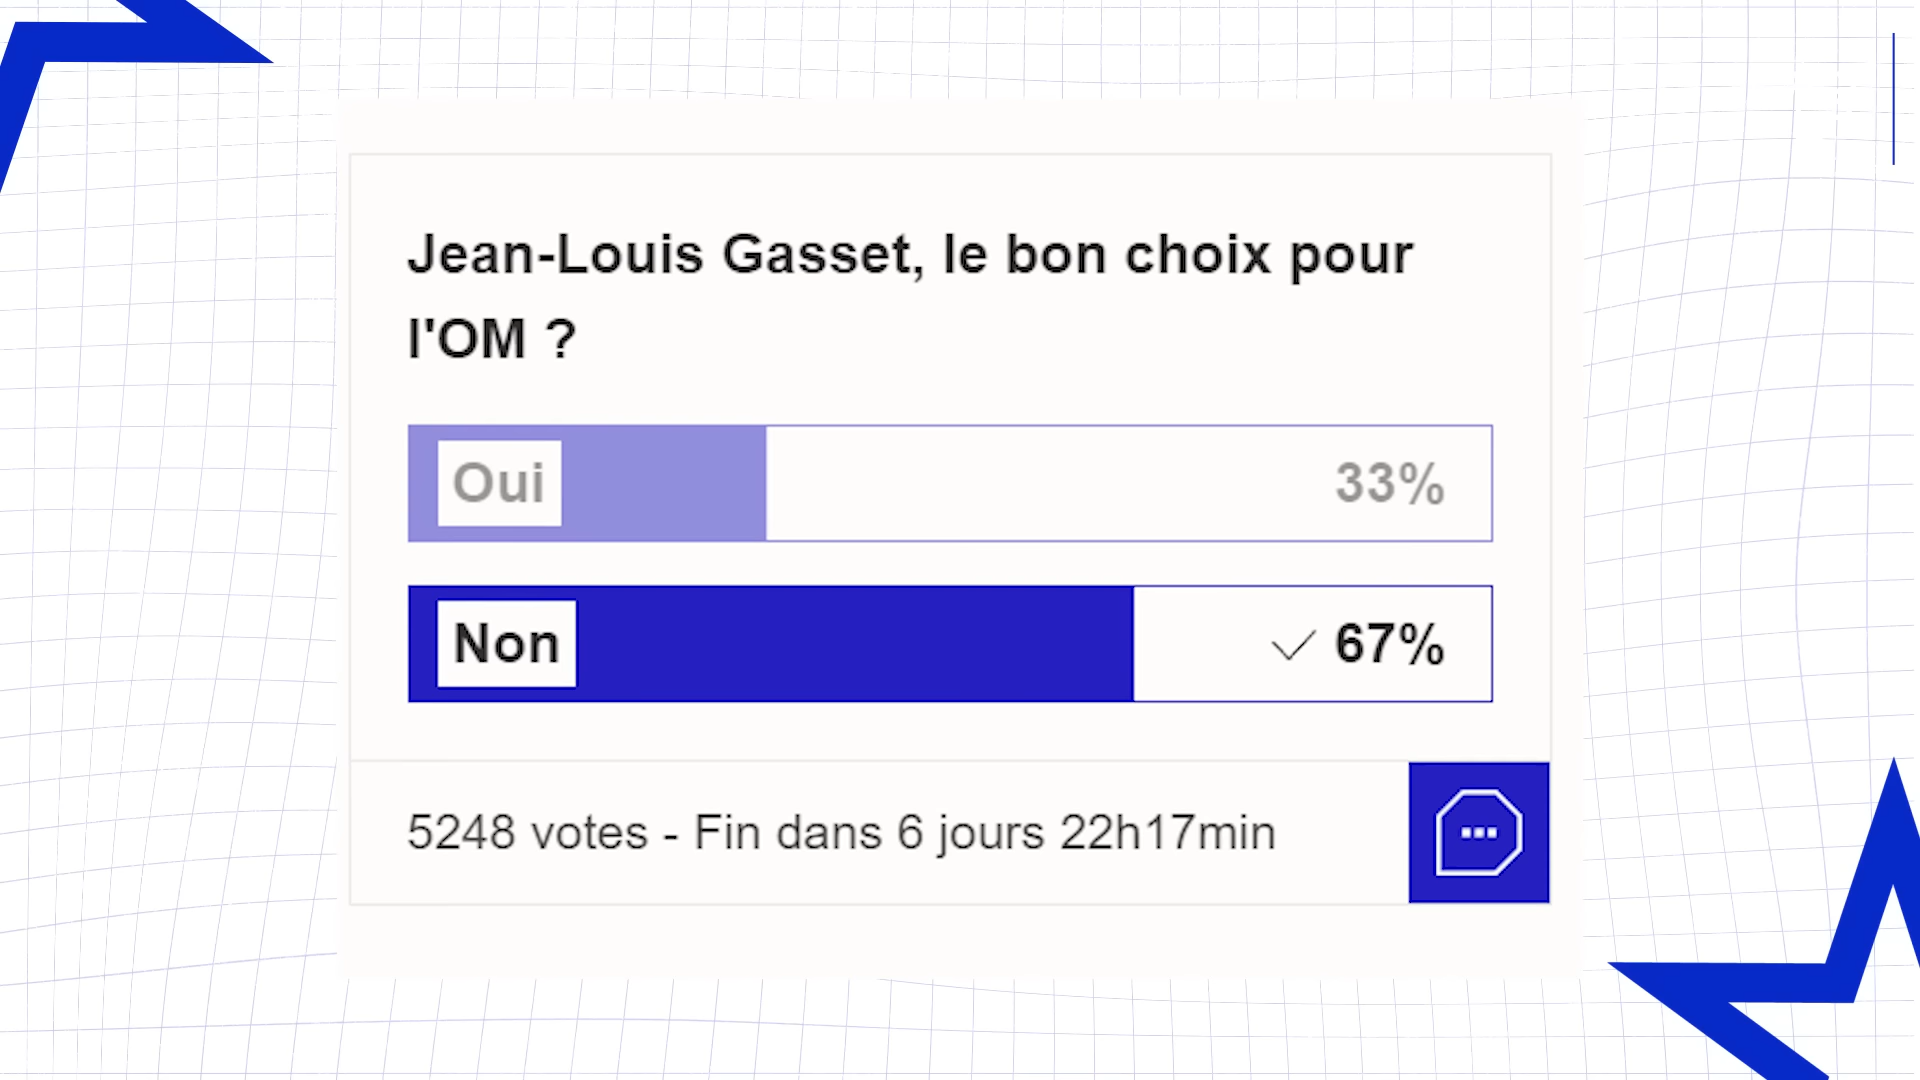 Jean-Louis Gasset, le bon choix pour
l'OM ?
Oui 33%
Non 67%
5248 votes - Fin dans 6 jours 22h17min